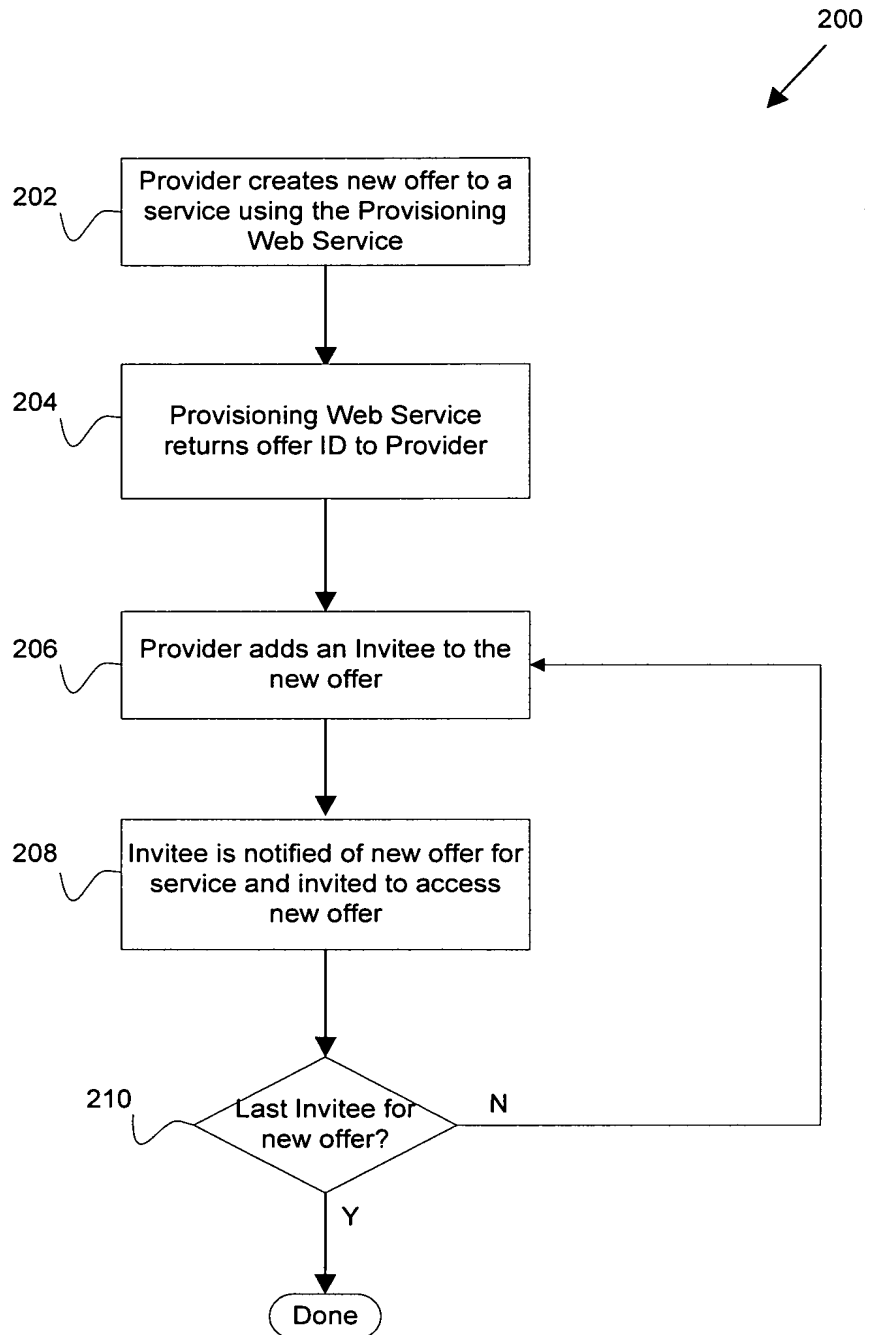 200
202
Provider creates new offer to a
service using the Provisioning
Web Service
204
Provisioning Web Service
returns offer ID to Provider
206
Provider adds an Invitee to the
new offer
208
Invitee is notified of new offer for
service and invited to access
new offer
210
Last Invitee for
new offer?
N
Y
Done